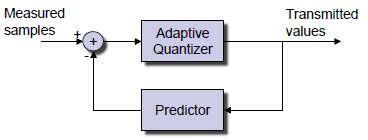 Measured
samples
Transmitted
values
+
+
-
Adaptive
Quantizer
Predictor